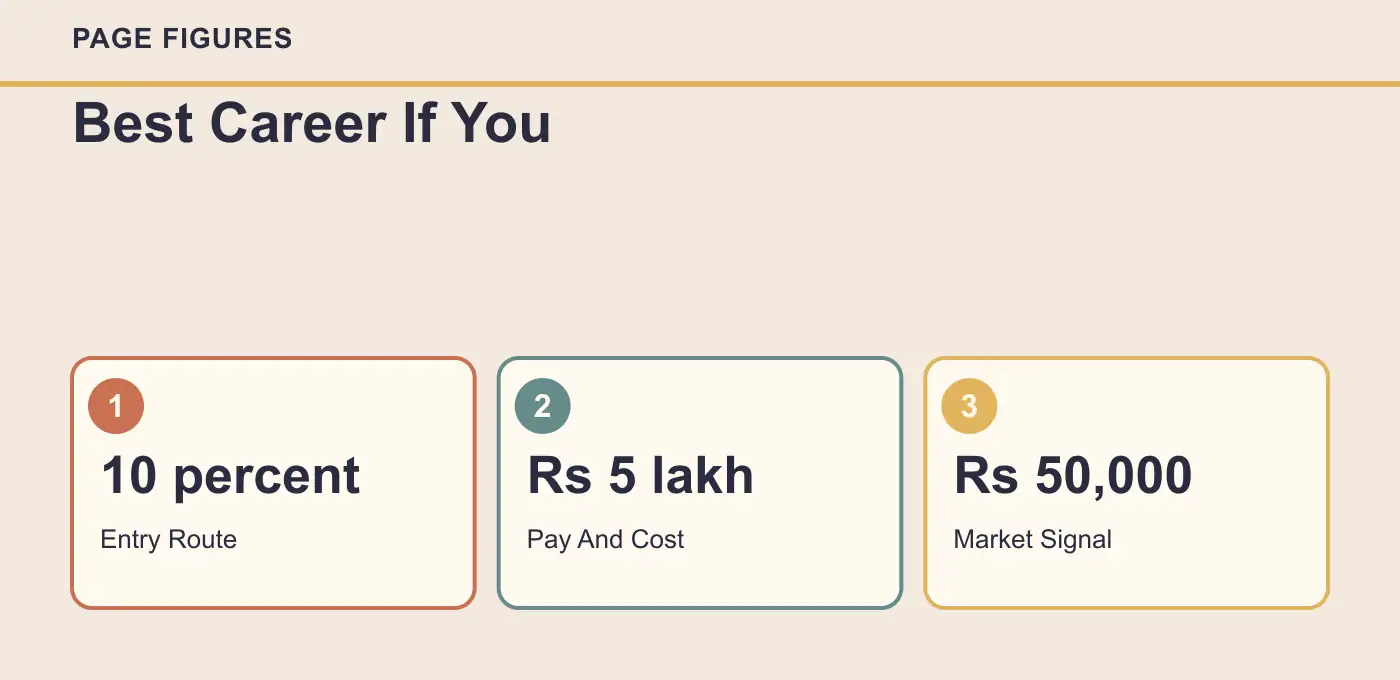 PAGE FIGURES
Best Career If You
1
10 percent
Entry Route
2
Rs 5 lakh
Pay And Cost
3
Rs 50,000
Market Signal